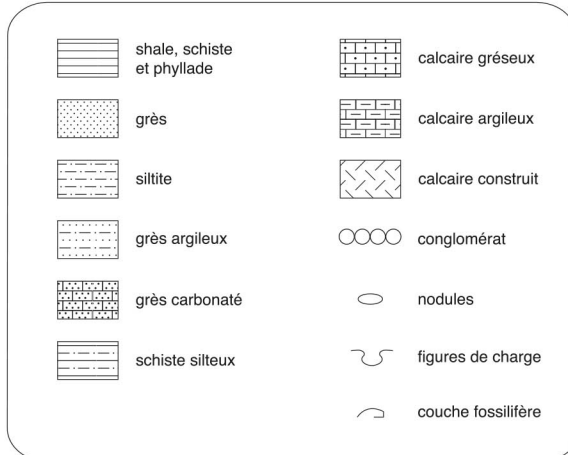 shale, schiste
et phyllade
grès
siltite
grès argileux
grès carbonaté
schiste silteux
calcaire gréseux
calcaire argileux
calcaire construit
conglomérat
nodules
figures de charge
couche fossilifère